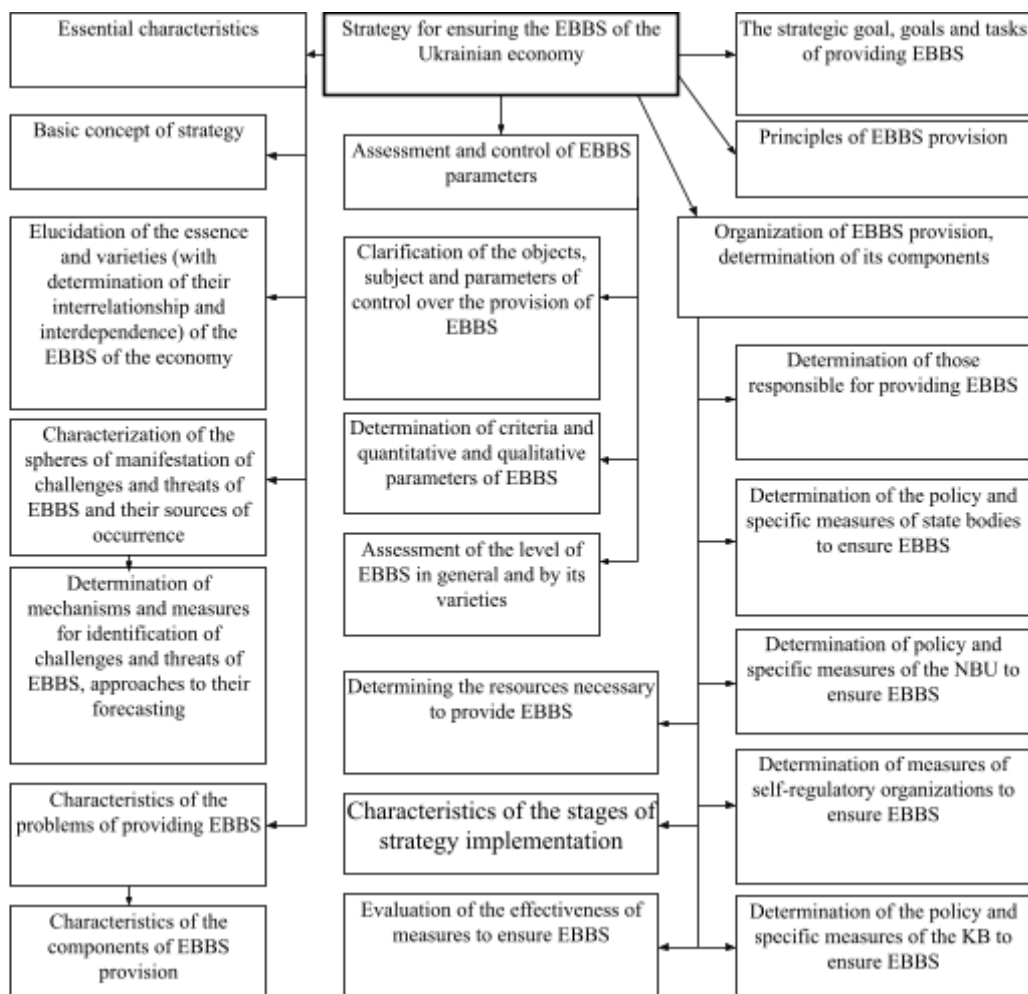 Essential characteristics
Strategy for ensuring the EBBS of the
Ukrainian economy
The strategic goal, goals and tasks
of providing EBBS
Basic concept of strategy
Assessment and control of EBBS
parameters
Principles of EBBS provision
Elucidation of the essence
and varieties (with
determination of their
interrelationship and
interdependence) of the
EBBS of the economy
Clarification of the objects,
subject and parameters of
control over the provision of
EBBS
Organization of EBBS provision,
determination of its components
Determination of those
responsible for providing EBBS
Characterization of the
spheres of manifestation of
challenges and threats of
EBBS and their sources of
occurrence
Determination of criteria and
quantitative and qualitative
parameters of EBBS
Determination of the policy and
specific measures of state bodies
to ensure EBBS
Assessment of the level of
EBBS in general and by its
varieties
Determination of
mechanisms and measures
for identification of
challenges and threats of
EBBS, approaches to their
forecasting
Determination of policy and
specific measures of the NBU to
ensure EBBS
Determining the resources necessary
to provide EBBS
Determination of measures of
self-regulatory organizations to
ensure EBBS
Characteristics of the
problems of providing EBBS
Characteristics of the stages of
strategy implementation
Characteristics of the
components of EBBS
provision
Evaluation of the effectiveness of
measures to ensure EBBS
Determination of the policy and
specific measures of the KB to
ensure EBBS